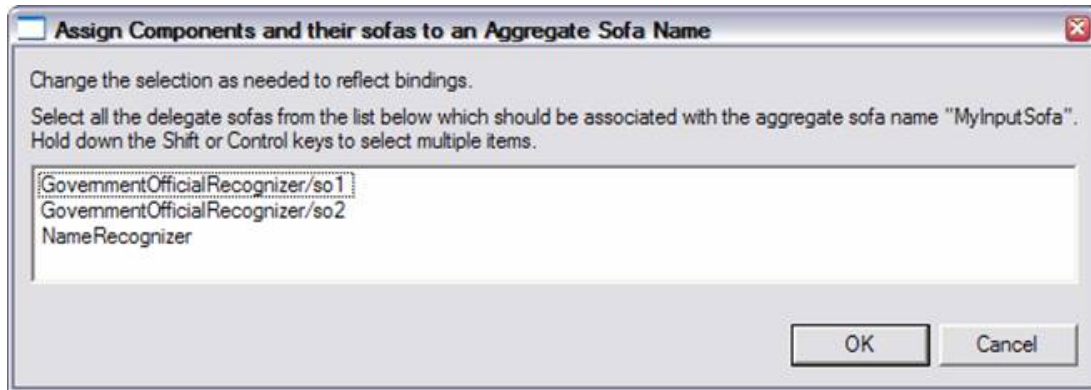 Assign Components and their sofas to an Aggregate Sofa Name
Change the selection as needed to reflect bindings.
Select all the delegate sofas from the list below which should be associated with the aggregate sofa name "MyInputSofa".
Hold down the Shift or Control keys to select multiple items.
GovernmentOfficialRecognizer/so1
GovernmentOfficialRecognizer/so2
NameRecognizer
OK Cancel